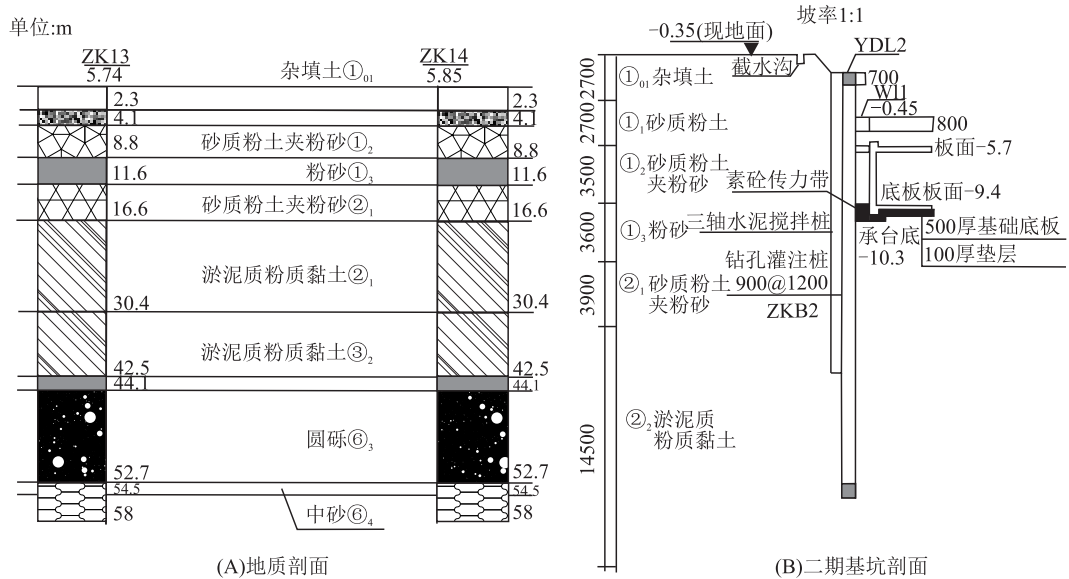 单位:m
ZK13
5.74
ZK14
5.85
杂填土①₀₁
2.3
2.3
4.1
4.1
8.8
砂质粉土夹粉砂①₂
8.8
11.6
粉砂①₃
11.6
16.6
砂质粉土夹粉砂②₁
16.6
淤泥质粉质黏土②₁
30.4
30.4
淤泥质粉质黏土③₂
42.5
42.5
44.1
44.1
圆砾⑥₃
52.7
52.7
54.5
54.5
58
中砂⑥₄
58
(A)地质剖面
坡率1:1
-0.35(现地面)
YDL2
截水沟
2700
①₀₁杂填土
700
Wl1
-0.45
2700
①₁砂质粉土
800
板面-5.7
3500
①₂砂质粉土
夹粉砂
素砼传力带
底板板面-9.4
3600
①₃粉砂
三轴水泥搅拌桩
承台底
-10.3
500厚基础底板
100厚垫层
3900
②₁砂质粉土
夹粉砂
钻孔灌注桩
900@1200
ZKB2
14500
②₂淤泥质
粉质黏土
(B)二期基坑剖面